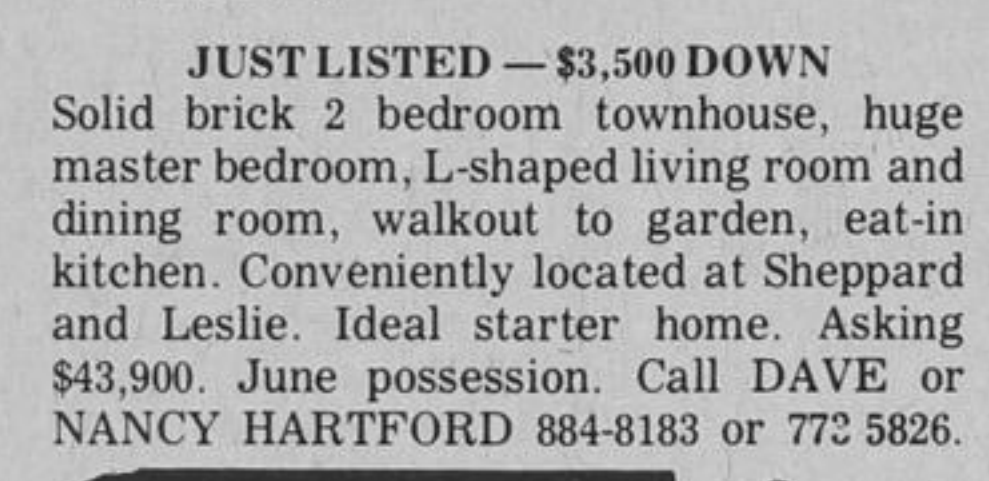 JUST LISTED — $3,500 DOWN
Solid brick 2 bedroom townhouse, huge
master bedroom, L-shaped living room and
dining room, walkout to garden, eat-in
kitchen. Conveniently located at Sheppard
and Leslie. Ideal starter home. Asking
$43,900. June possession. Call DAVE or
NANCY HARTFORD 884-8183 or 5826.